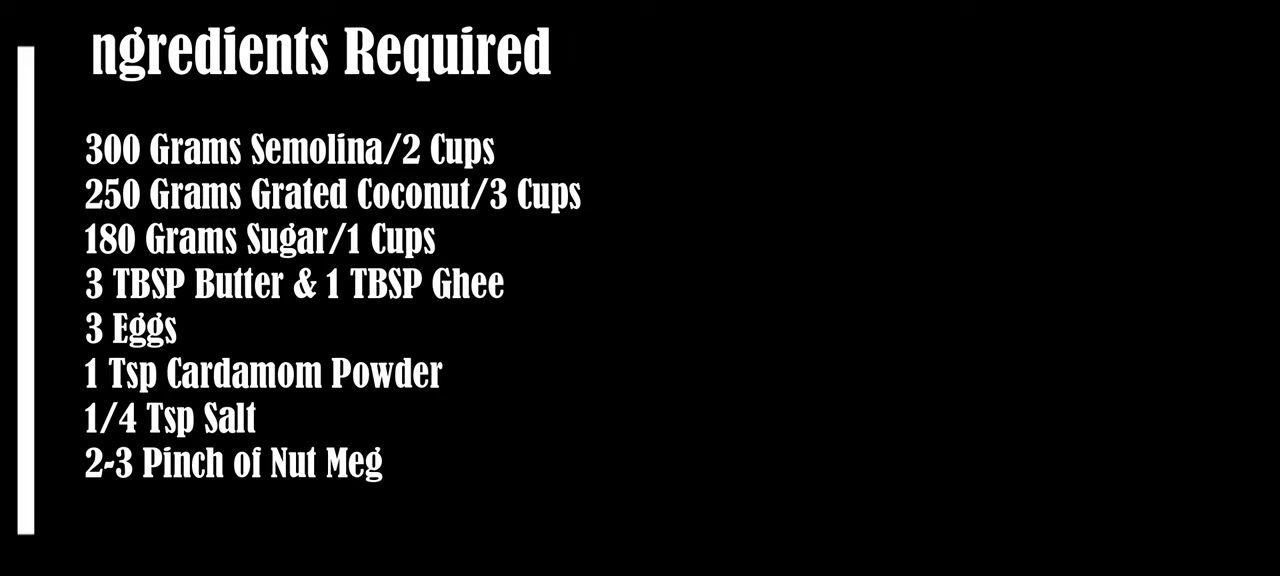 ngredients Required
300 Grams Semolina/2 Cups
250 Grams Grated Coconut/3 Cups
180 Grams Sugar/1 Cups
3 TBSP Butter & 1 TBSP Ghee
3 Eggs
1 Tsp Cardamom Powder
1/4 Tsp Salt
2-3 Pinch of Nut Meg